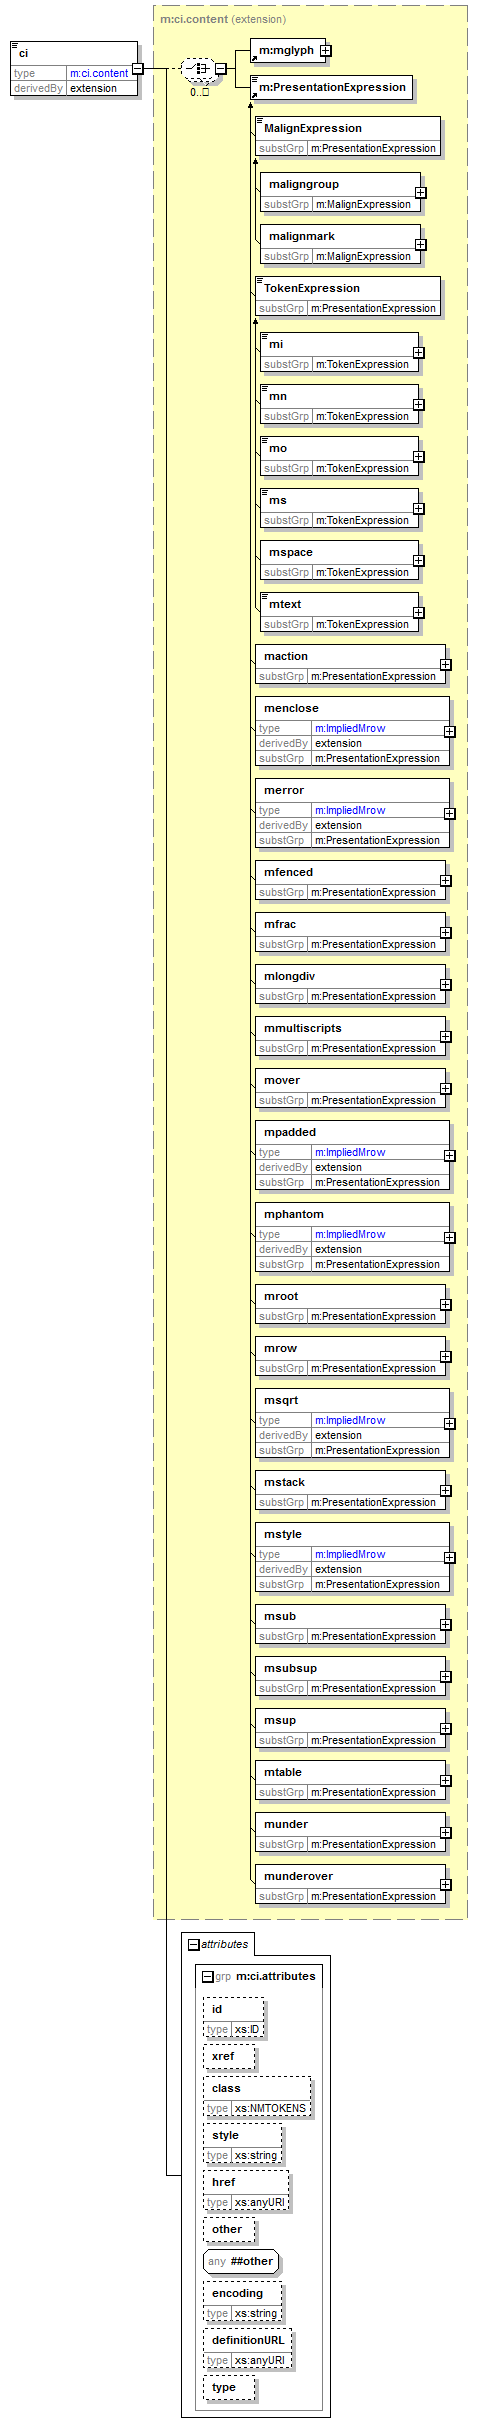 m:ci.content (extension)
ci
type m:ci.content
derivedBy extension
0..□
m:mglyph
m:PresentationExpression
MalignExpression
substGrp m:PresentationExpression
maligngroup
substGrp m:MalignExpression
malignmark
substGrp m:MalignExpression
TokenExpression
substGrp m:PresentationExpression
mi
substGrp m:TokenExpression
mn
substGrp m:TokenExpression
mo
substGrp m:TokenExpression
ms
substGrp m:TokenExpression
mspace
substGrp m:TokenExpression
mtext
substGrp m:TokenExpression
maction
substGrp m:PresentationExpression
menclose
type m:ImpliedMrow
derivedBy extension
substGrp m:PresentationExpression
merror
type m:ImpliedMrow
derivedBy extension
substGrp m:PresentationExpression
mfenced
substGrp m:PresentationExpression
mfrac
substGrp m:PresentationExpression
mlongdiv
substGrp m:PresentationExpression
mmultiscripts
substGrp m:PresentationExpression
mover
substGrp m:PresentationExpression
mpadded
type m:ImpliedMrow
derivedBy extension
substGrp m:PresentationExpression
mphantom
type m:ImpliedMrow
derivedBy extension
substGrp m:PresentationExpression
mroot
substGrp m:PresentationExpression
mrow
substGrp m:PresentationExpression
msqrt
type m:ImpliedMrow
derivedBy extension
substGrp m:PresentationExpression
mstack
substGrp m:PresentationExpression
mstyle
type m:ImpliedMrow
derivedBy extension
substGrp m:PresentationExpression
msub
substGrp m:PresentationExpression
msubsup
substGrp m:PresentationExpression
msup
substGrp m:PresentationExpression
mtable
substGrp m:PresentationExpression
munder
substGrp m:PresentationExpression
munderover
substGrp m:PresentationExpression
attributes
grp m:ci.attributes
id
type xs:ID
xref
class
type xs:NMTOKENS
style
type xs:string
href
type xs:anyURI
other
any ##other
encoding
type xs:string
definitionURL
type xs:anyURI
type